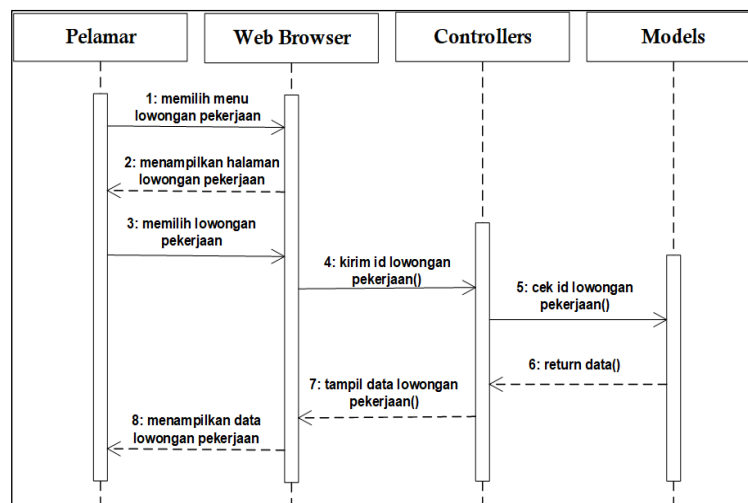 Pelamar
Web Browser
Controllers
Models
1: memilih menu
lowongan pekerjaan
2: menampilkan halaman
lowongan pekerjaan
3: memilih lowongan
pekerjaan
4: kirim id lowongan
pekerjaan()
5: cek id lowongan
pekerjaan()
6: return data()
7: tampil data lowongan
pekerjaan()
8: menampilkan data
lowongan pekerjaan